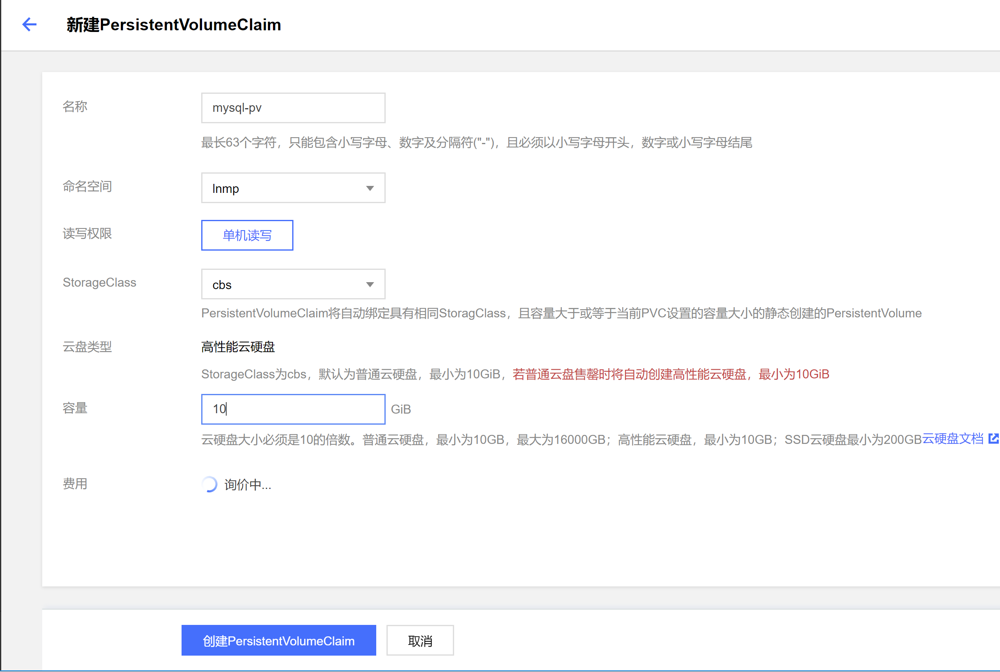 新建PersistentVolumeClaim
名称
mysql-pv
最长63个字符，只能包含小写字母、数字及分隔符("-")，且必须以小写字母开头，数字或小写字母结尾
命名空间
lnmp
读写权限
单机读写
StorageClass
cbs
PersistentVolumeClaim将自动绑定具有相同StoragClass，且容量大于或等于当前PVC设置的容量大小的静态创建的PersistentVolume
云盘类型
高性能云硬盘
StorageClass为cbs，默认为普通云硬盘，最小为10GiB，若普通云盘售罄时将自动创建高性能云硬盘，最小为10GiB
容量
10 GiB
云硬盘大小必须是10的倍数。普通云硬盘，最小为10GB，最大为16000GB；高性能云硬盘，最小为10GB；SSD云硬盘最小为200GB云硬盘文档
费用
询价中...
创建PersistentVolumeClaim
取消